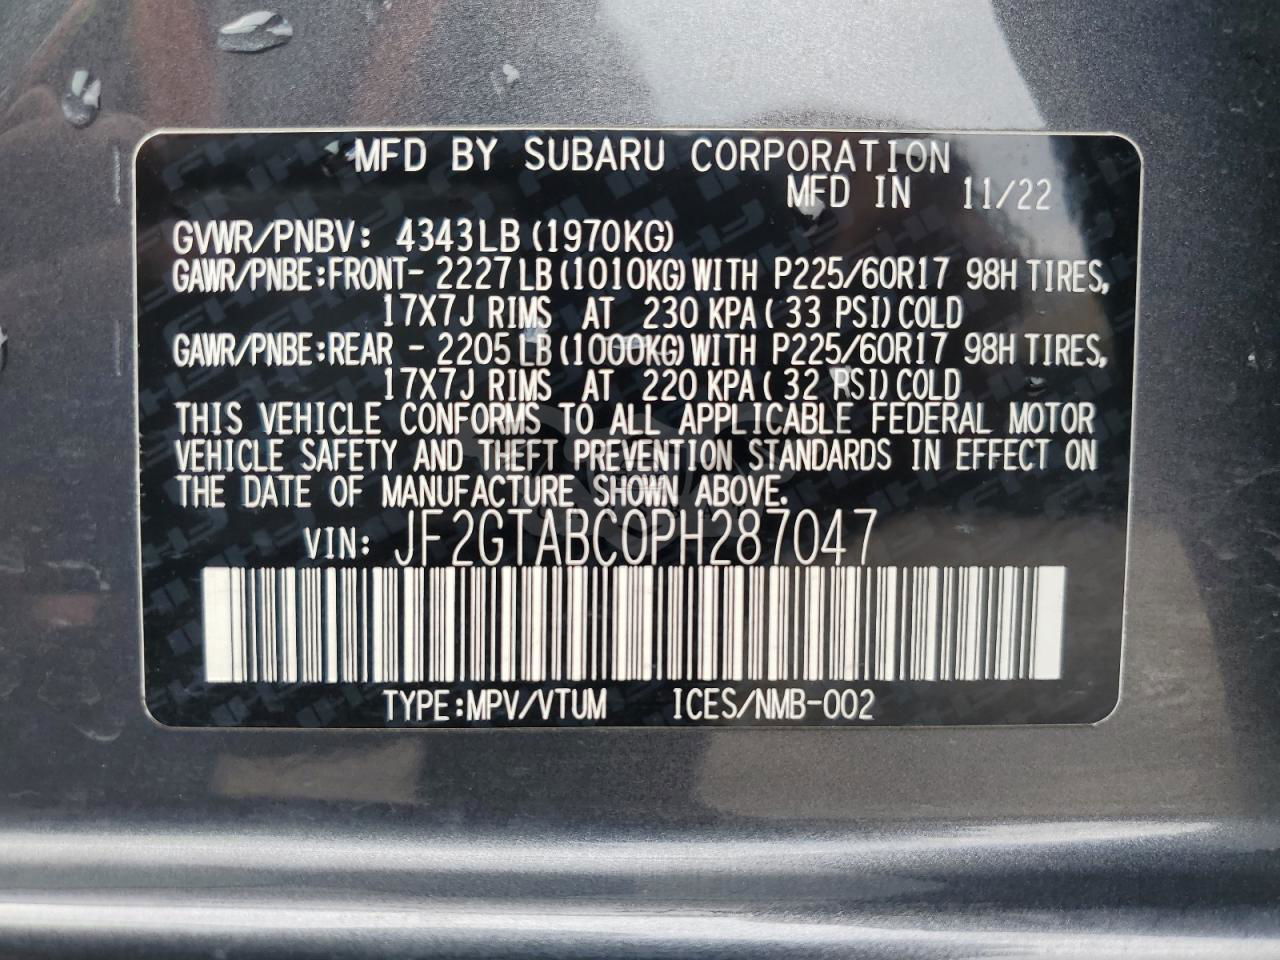 MFD BY SUBARU CORPORATION
MFD IN 11/22
GVWR/PNBV: 4343LB (1970KG)
GAWR/PNBE:FRONT- 2227LB (1010KG) WITH P225/60R17 98H TIRES,
17X7J RIMS AT 230 KPA ( 33 PSI) COLD
GAWR/PNBE:REAR - 2205LB (1000KG) WITH P225/60R17 98H TIRES,
17X7J RIMS AT 220 KPA ( 32 PSI) COLD
THIS VEHICLE CONFORMS TO ALL APPLICABLE FEDERAL MOTOR
VEHICLE SAFETY AND THEFT PREVENTION STANDARDS IN EFFECT ON
THE DATE OF MANUFACTURE SHOWN ABOVE.
VIN: JF2GTABC0PH287047
TYPE:MPV/VTUM ICES/NMB-002